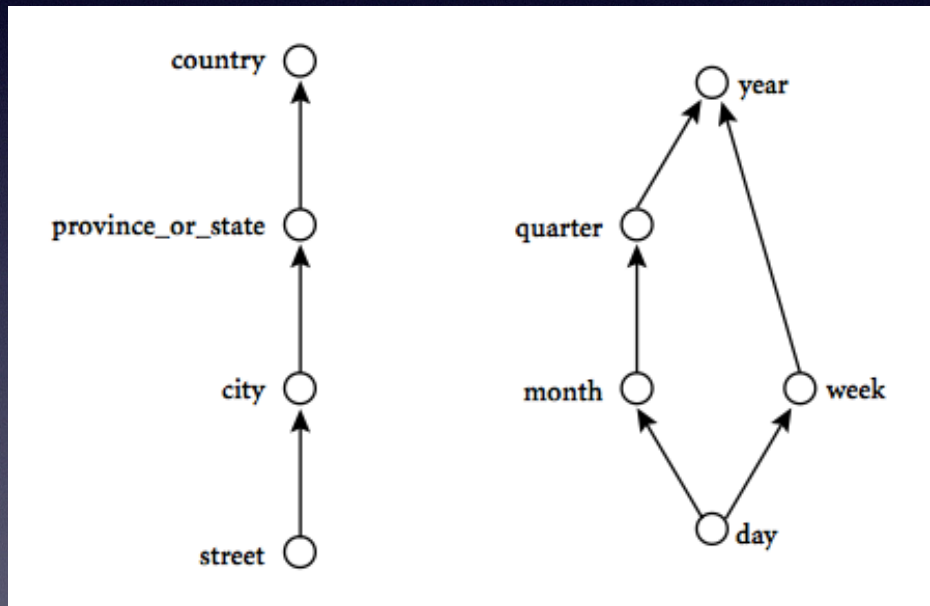 country
province_or_state
city
street
year
quarter
month
week
day